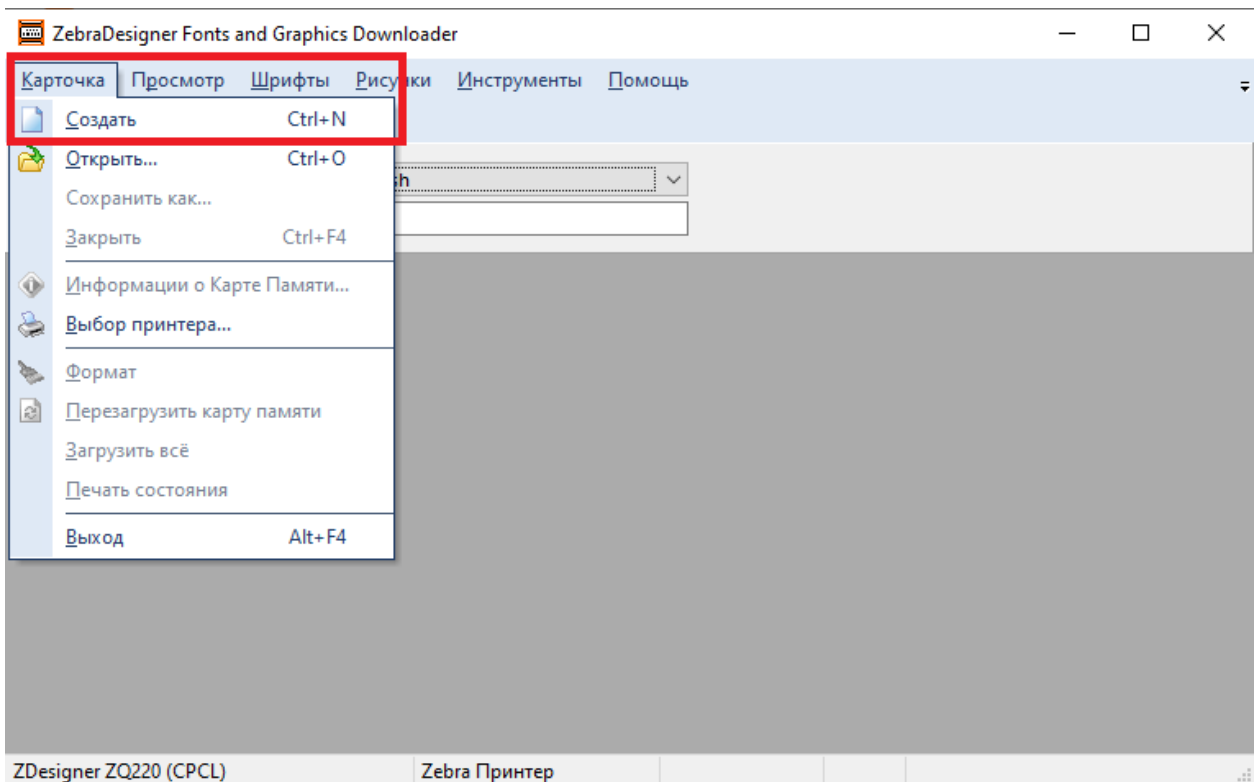 ZebraDesigner Fonts and Graphics Downloader
Карточка Просмотр Шрифты Рисунки Инструменты Помощь
Создать Ctrl+N
Открыть... Ctrl+O
sh
Сохранить как...
Закрыть Ctrl+F4
Информации о Карте Памяти...
Выбор принтера...
Формат
Перезагрузить карту памяти
Загрузить всё
Печать состояния
Выход Alt+F4
ZDesigner ZQ220 (CPCL) Zebra Принтер